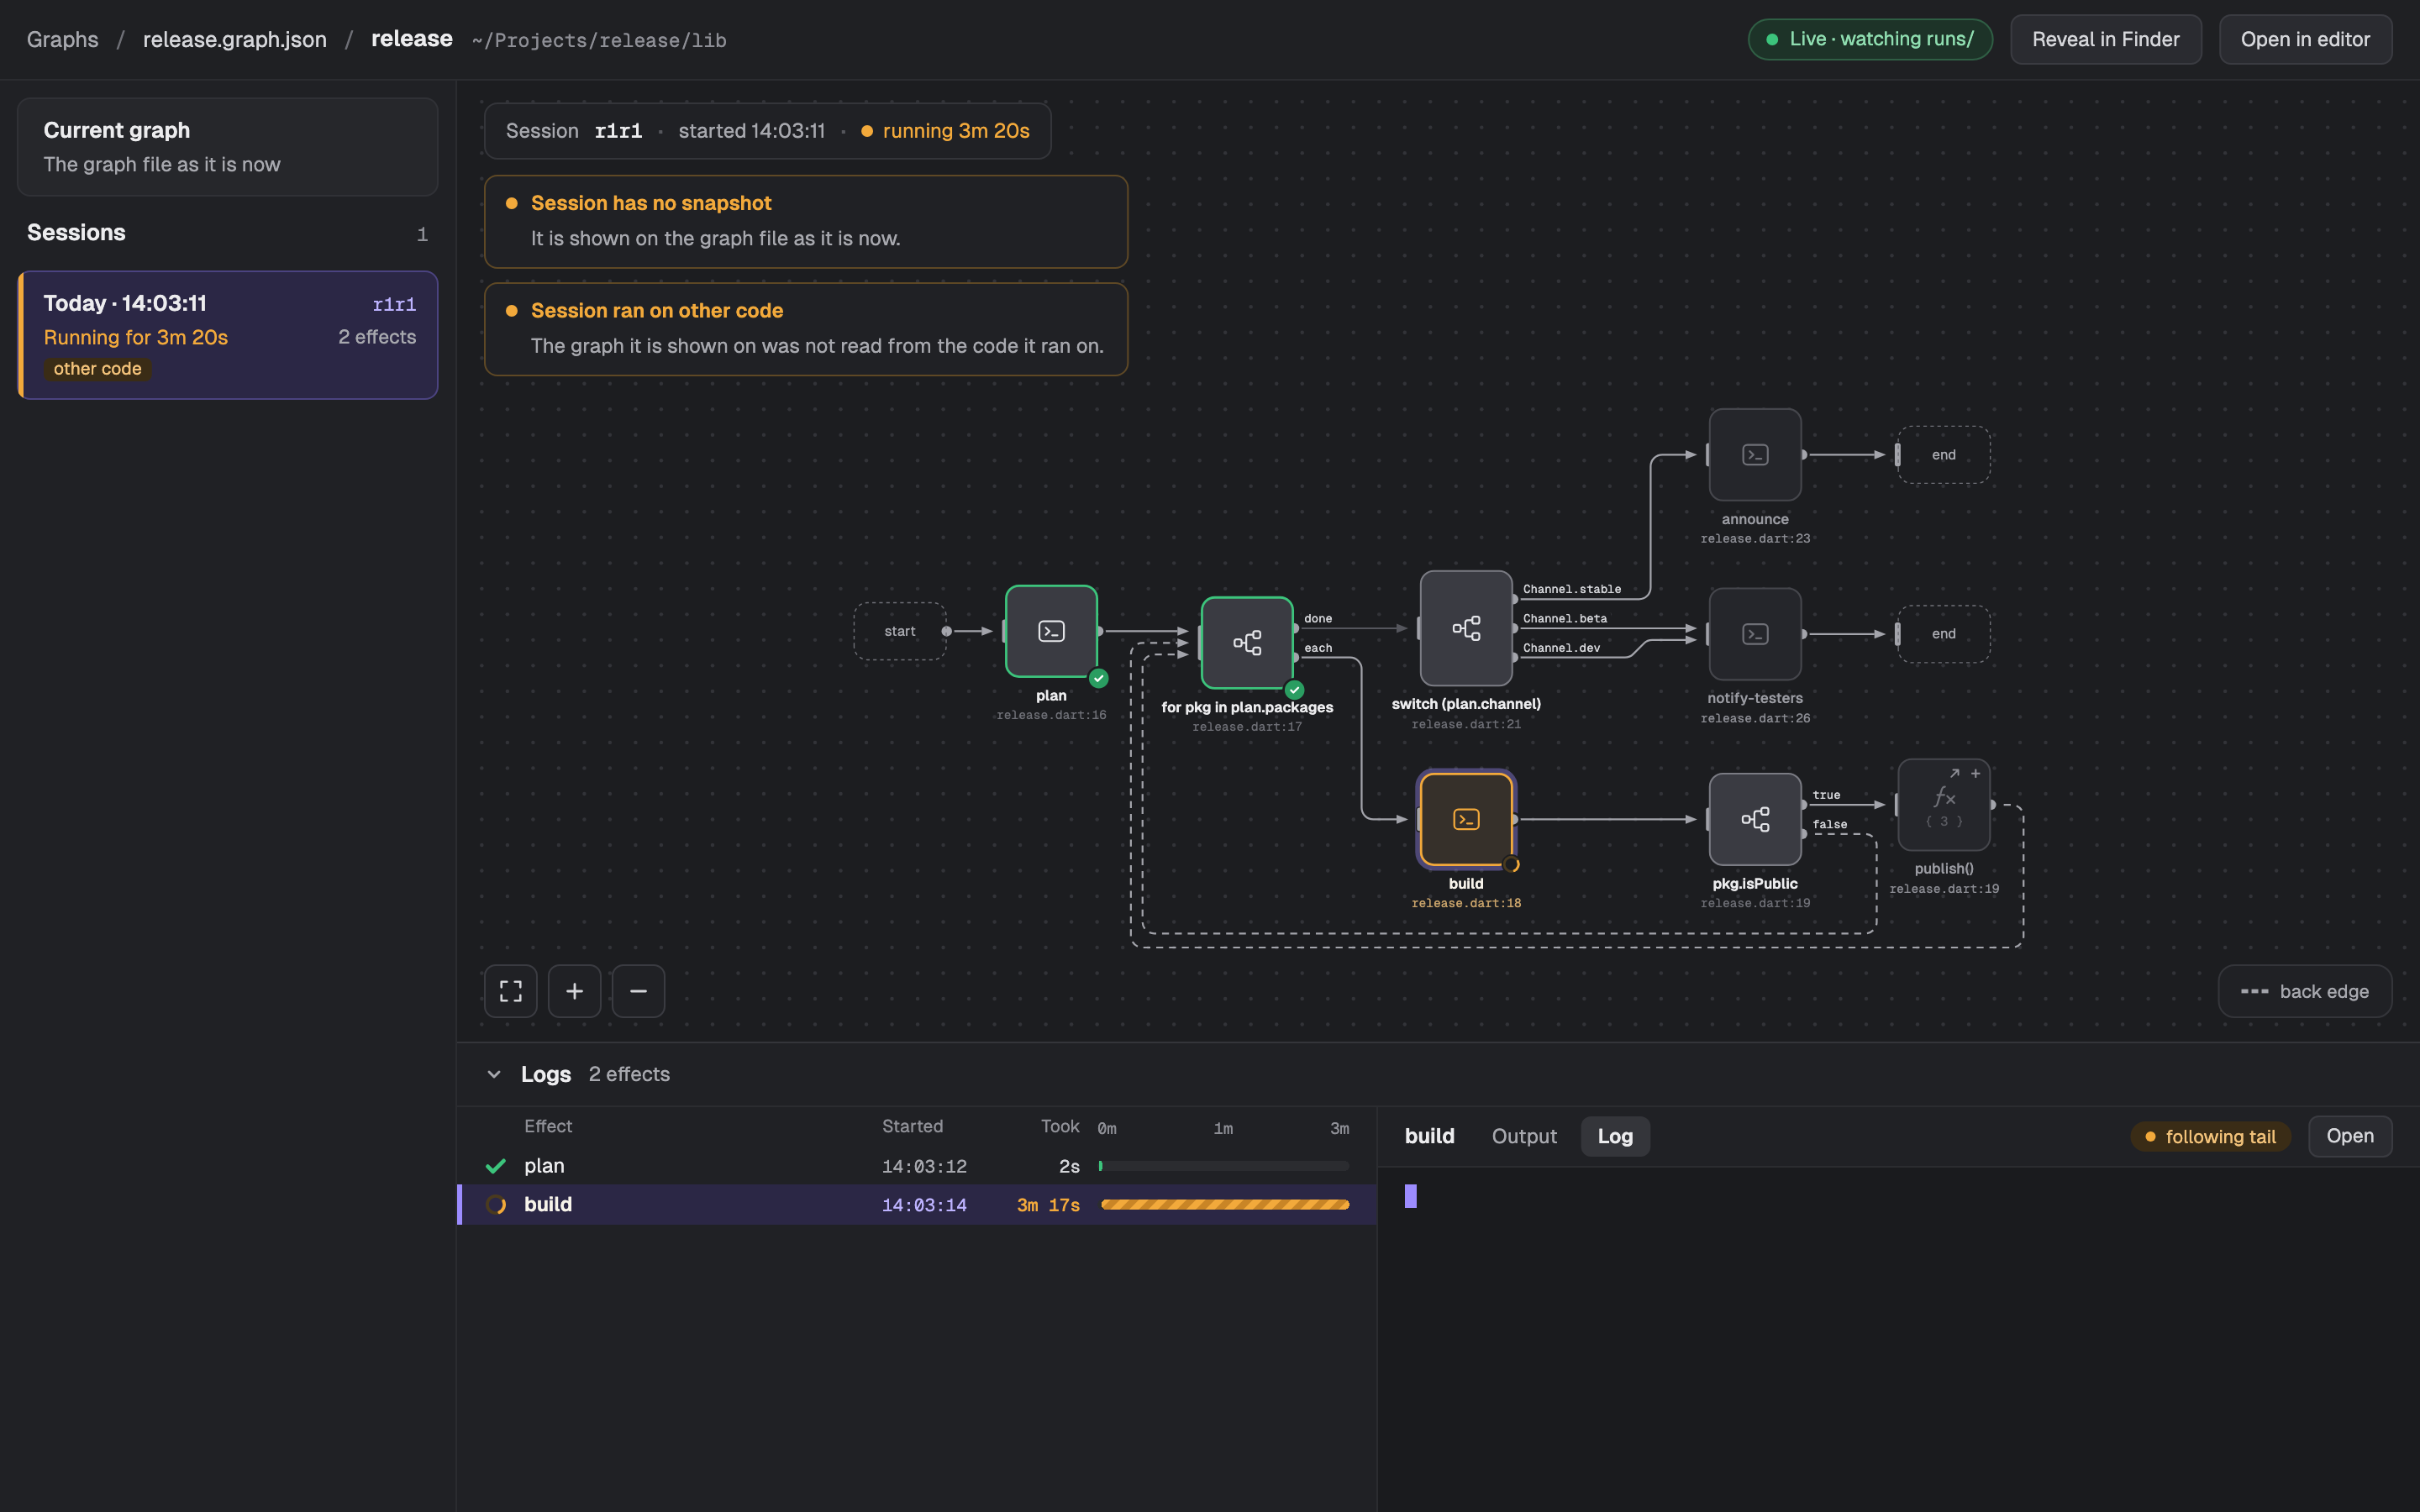 Graphs / release.graph.json / release ~/Projects/release/lib
Live · watching runs/
Reveal in Finder
Open in editor
Current graph
The graph file as it is now
Sessions 1
Today · 14:03:11 r1r1
Running for 3m 20s 2 effects
other code
Session r1r1 · started 14:03:11 · running 3m 20s
Session has no snapshot
It is shown on the graph file as it is now.
Session ran on other code
The graph it is shown on was not read from the code it ran on.
start
plan
release.dart:16
for pkg in plan.packages
release.dart:17
done
each
switch (plan.channel)
release.dart:21
Channel.stable
Channel.beta
Channel.dev
announce
release.dart:23
end
notify-testers
release.dart:26
end
build
release.dart:18
pkg.isPublic
release.dart:19
true
false
fx
{ 3 }
publish()
release.dart:19
back edge
Logs 2 effects
Effect Started Took 0m 1m 3m
plan 14:03:12 2s
build 14:03:14 3m 17s
build Output Log
following tail
Open